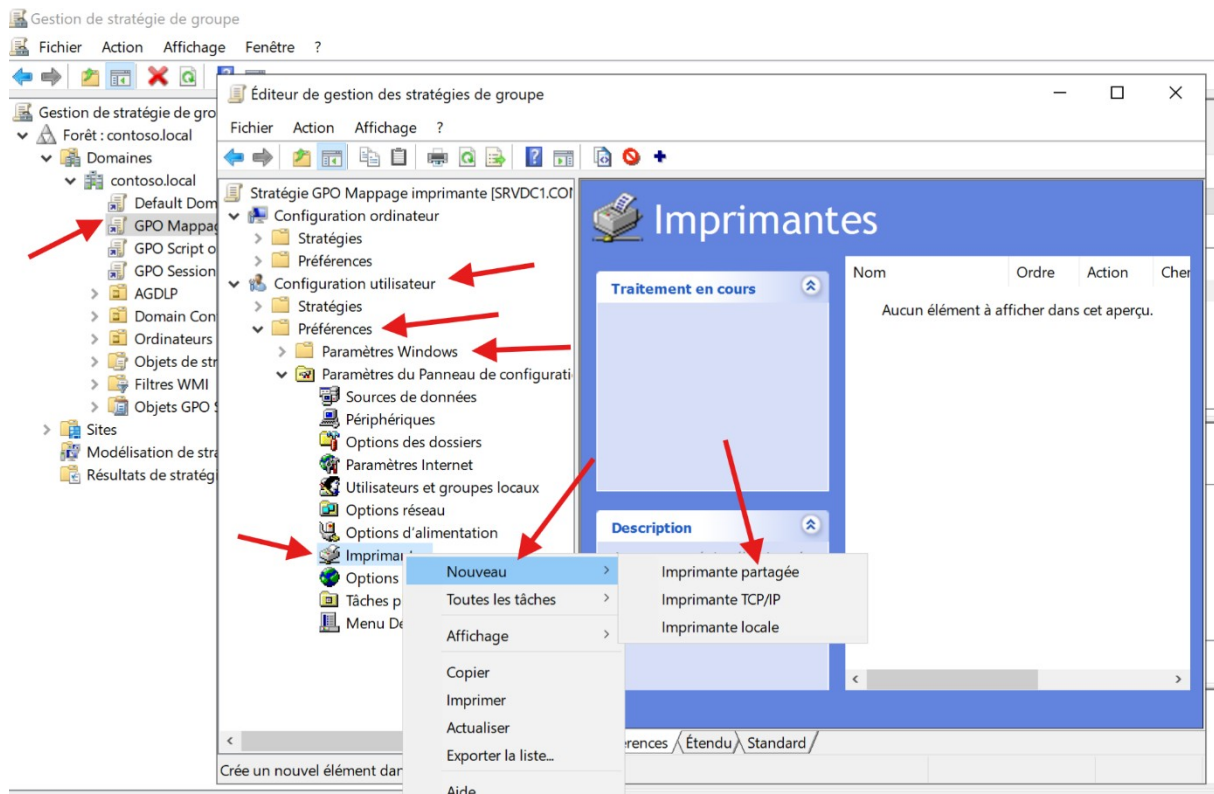 Gestion de stratégie de groupe
Fichier Action Affichage Fenêtre ?
Gestion de stratégie de gro
Forêt : contoso.local
Domaines
contoso.local
Default Dom
GPO Mappag
GPO Script o
GPO Session
AGDLP
Domain Con
Ordinateurs
Objets de str
Filtres WMI
Objets GPO S
Sites
Modélisation de stra
Résultats de stratégi
Éditeur de gestion des stratégies de groupe
Fichier Action Affichage ?
Stratégie GPO Mappage imprimante [SRVDC1.CON
Configuration ordinateur
Stratégies
Préférences
Configuration utilisateur
Stratégies
Préférences
Paramètres Windows
Paramètres du Panneau de configurati
Sources de données
Périphériques
Options des dossiers
Paramètres Internet
Utilisateurs et groupes locaux
Options réseau
Options d'alimentation
Imprimant
Options
Tâches p
Menu Dé
Imprimantes
Traitement en cours
Description
Nom Ordre Action Cher
Aucun élément à afficher dans cet aperçu.
Nouveau
Toutes les tâches
Affichage
Copier
Imprimer
Actualiser
Exporter la liste...
Aide
Imprimante partagée
Imprimante TCP/IP
Imprimante locale
érences Étendu Standard
Crée un nouvel élément dan